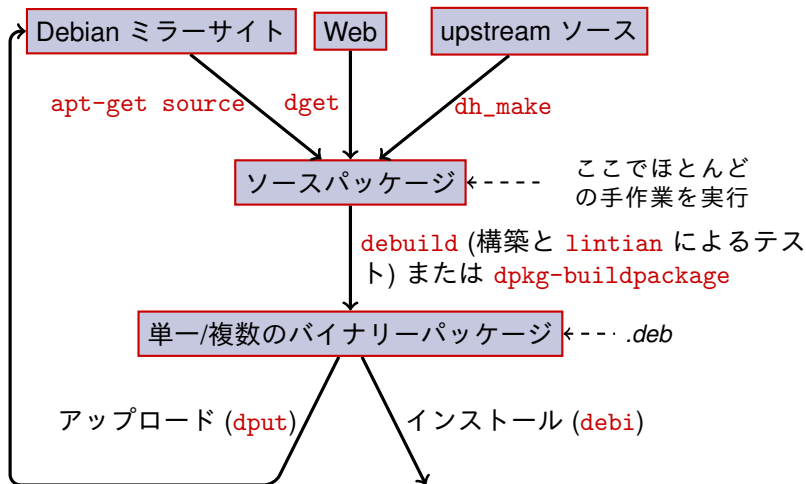 Debian ミラーサイト
Web
upstream ソース
apt-get source
dget
dh_make
ソースパッケージ
ここでほとんど
の手作業を実行
debuild (構築と lintian によるテス
ト) または dpkg-buildpackage
単一/複数のバイナリーパッケージ
.deb
アップロード (dput)
インストール (debi)